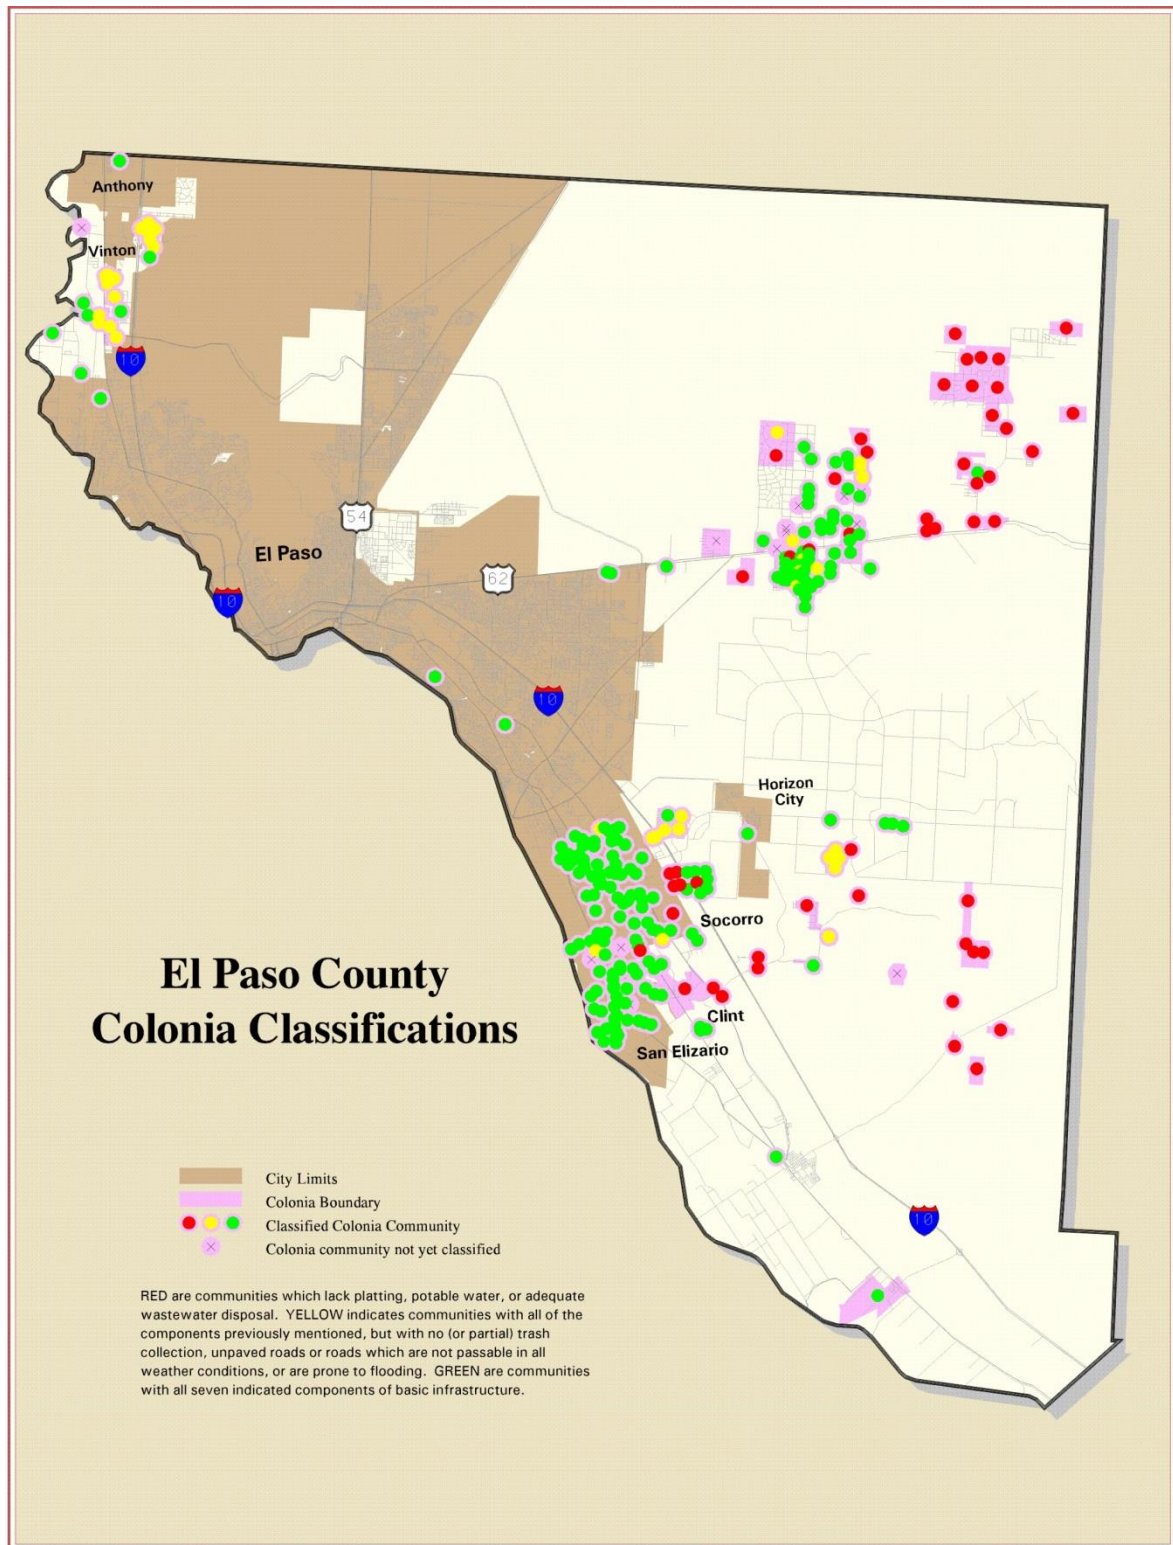 Anthony
Vinton
10
54
El Paso
62
10
10
Horizon
City
Socorro
El Paso County
Colonia Classifications
Clint
San Elizario
City Limits
Colonia Boundary
Classified Colonia Community
Colonia community not yet classified
10
RED are communities which lack platting, potable water, or adequate
wastewater disposal. YELLOW indicates communities with all of the
components previously mentioned, but with no (or partial) trash
collection, unpaved roads or roads which are not passable in all
weather conditions, or are prone to flooding. GREEN are communities
with all seven indicated components of basic infrastructure.